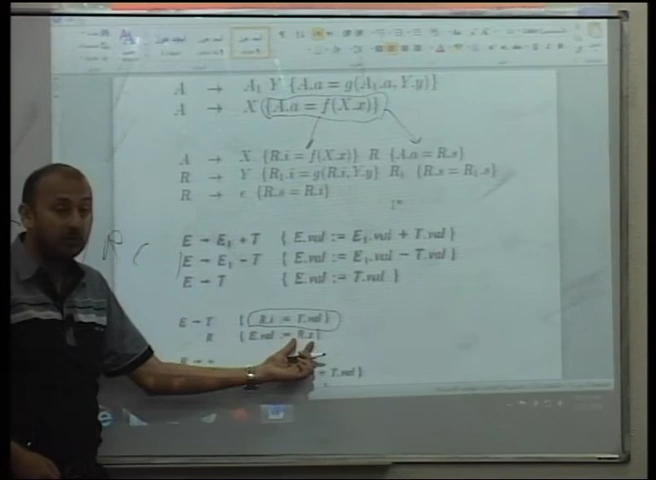 A → A₁ Y {A.a = g(A₁.a, Y.y)}
A → X {A.a = f(X.x)}
A → X {R.i = f(X.x)} R {A.a = R.s}
R → Y {R₁.i = g(R.i, Y.y} R₁ {R.s = R₁.s}
R → ϵ {R.s = R.i}
R (
E → E₁ + T { E.val := E₁.val + T.val }
E → E₁ - T { E.val := E₁.val - T.val }
E → T { E.val := T.val }
E → T { R.i := T.val}
R { E.val := R.s}
R → +
+ T.val}